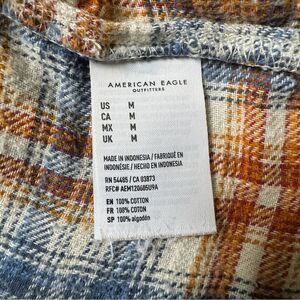 AMERICAN EAGLE
OUTFITTERS
US M
CA M
MX M
UK M
MADE IN INDONESIA / FABRIQUÉ EN
INDONÉSIE / HECHO EN INDONESIA
RN 54485 / CA 03873
RFC# AEM120605U9A
EN 100% COTTON
FR 100% COTON
SP 100% algodón